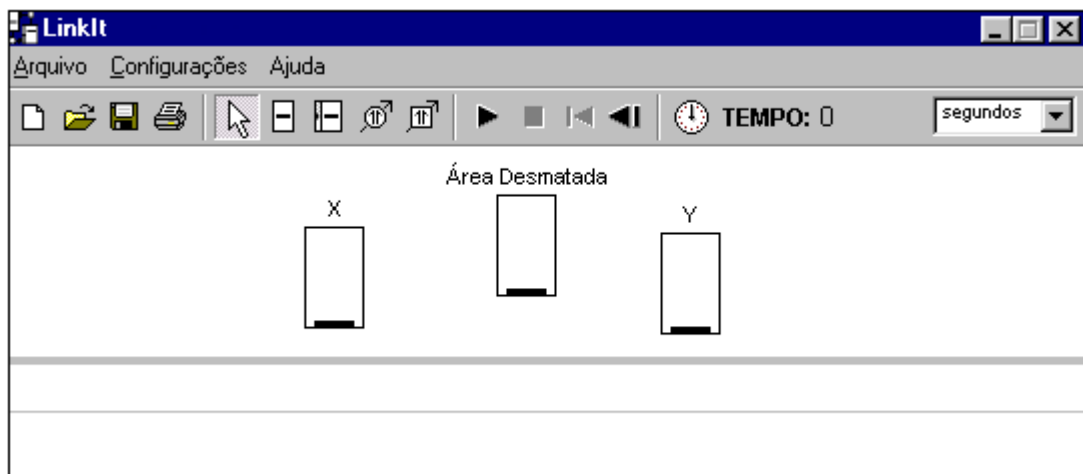 LinkIt
Arquivo Configurações Ajuda
TEMPO: 0 segundos
Área Desmatada
X
Y